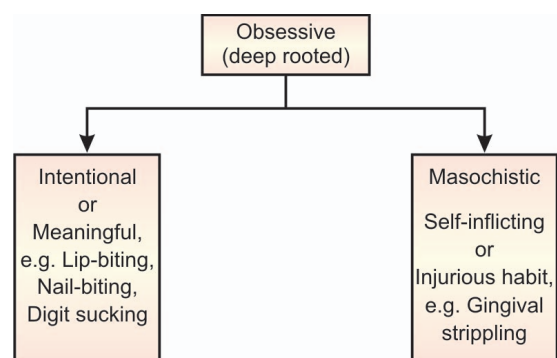 Obsessive
(deep rooted)
Intentional
or
Meaningful,
e.g. Lip-biting,
Nail-biting,
Digit sucking
Masochistic
Self-inflicting
or
Injurious habit,
e.g. Gingival
strippling